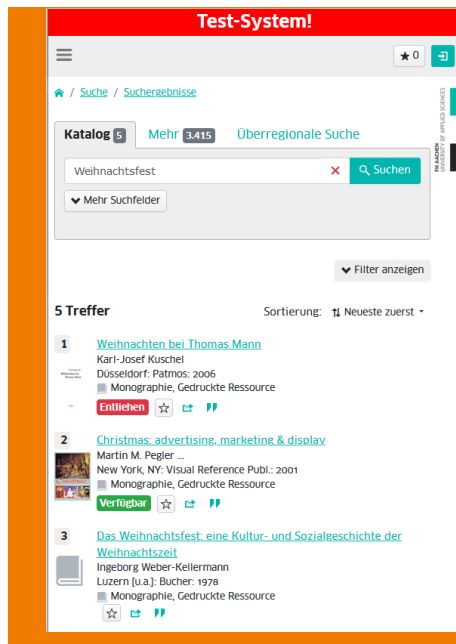 Test-System!
★ 0
/ Suche / Suchergebnisse
FH AACHEN
UNIVERSITY OF APPLIED SCIENCES
Katalog 5 Mehr 3.415 Überregionale Suche
Weihnachtsfest Suchen
Mehr Suchfelder
Filter anzeigen
5 Treffer Sortierung: Neueste zuerst
1 Weihnachten bei Thomas Mann
Karl-Josef Kuschel
Düsseldorf: Patmos: 2006
Monographie, Gedruckte Ressource
Entliehen
2 Christmas: advertising, marketing & display
Martin M. Pegler ...
New York, NY: Visual Reference Publ.: 2001
Monographie, Gedruckte Ressource
Verfügbar
3 Das Weihnachtsfest: eine Kultur- und Sozialgeschichte der
Weihnachtszeit
Ingeborg Weber-Kellermann
Luzern [u.a.]: Bucher: 1978
Monographie, Gedruckte Ressource